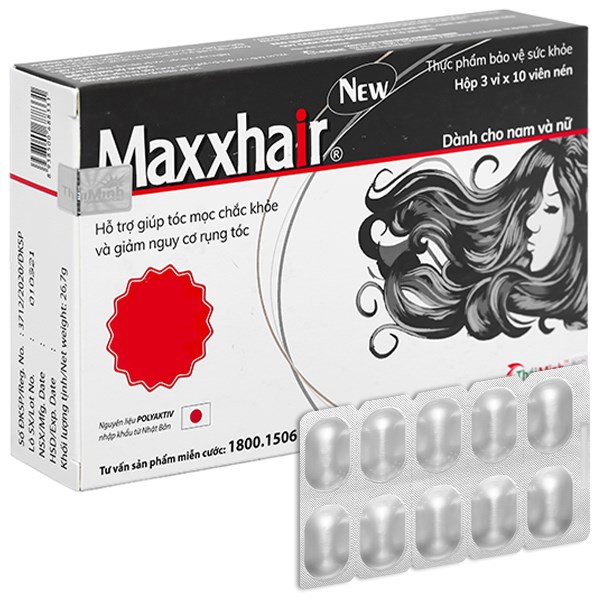 Thực phẩm bảo vệ sức khỏe
Hộp 3 vỉ x 10 viên nén
NEW
Dành cho nam và nữ
Maxxhair®
Hỗ trợ giúp tóc mọc chắc khỏe
và giảm nguy cơ rụng tóc
Nguyên liệu POLYAKTIV
nhập khẩu từ Nhật Bản
Tư vấn sản phẩm miễn cước: 1800.1506
Thái Minh
Số ĐKSP/Reg. No. : 3712/2020/ĐKSP
Lô SX/Lot No. : 010321
NSX/Mfg. Date :
HSD/Exp. Date :
Khối lượng tịnh/Net weight: 26,7g